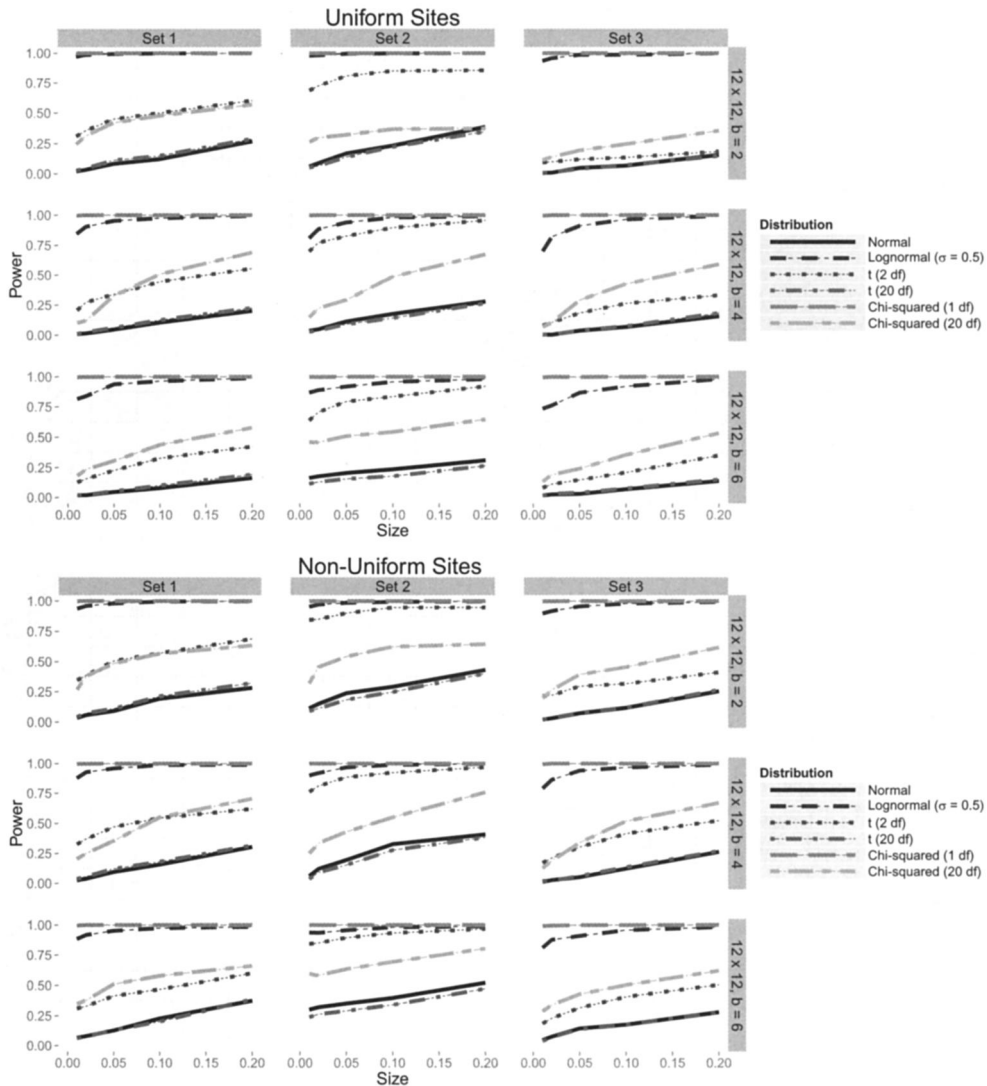 Uniform Sites
Set 1 Set 2 Set 3
1.00
0.75
0.50
0.25
0.00
12 x 12, b = 2
1.00
0.75
0.50
0.25
0.00
12 x 12, b = 4
Power
1.00
0.75
0.50
0.25
0.00
12 x 12, b = 6
0.00 0.05 0.10 0.15 0.20 0.00 0.05 0.10 0.15 0.20 0.00 0.05 0.10 0.15 0.20
Size
Distribution
Normal
Lognormal (σ = 0.5)
t (2 df)
t (20 df)
Chi-squared (1 df)
Chi-squared (20 df)
Non-Uniform Sites
Set 1 Set 2 Set 3
1.00
0.75
0.50
0.25
0.00
12 x 12, b = 2
1.00
0.75
0.50
0.25
0.00
12 x 12, b = 4
Power
1.00
0.75
0.50
0.25
0.00
12 x 12, b = 6
0.00 0.05 0.10 0.15 0.20 0.00 0.05 0.10 0.15 0.20 0.00 0.05 0.10 0.15 0.20
Size
Distribution
Normal
Lognormal (σ = 0.5)
t (2 df)
t (20 df)
Chi-squared (1 df)
Chi-squared (20 df)